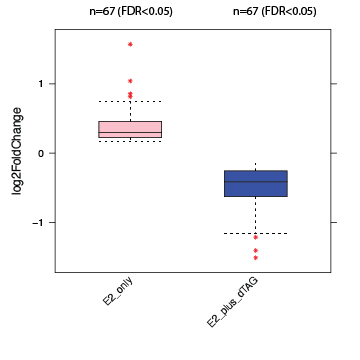 n=67 (FDR<0.05) n=67 (FDR<0.05)
log2FoldChange
1
0
−1
E2_only
E2_plus_dTAG